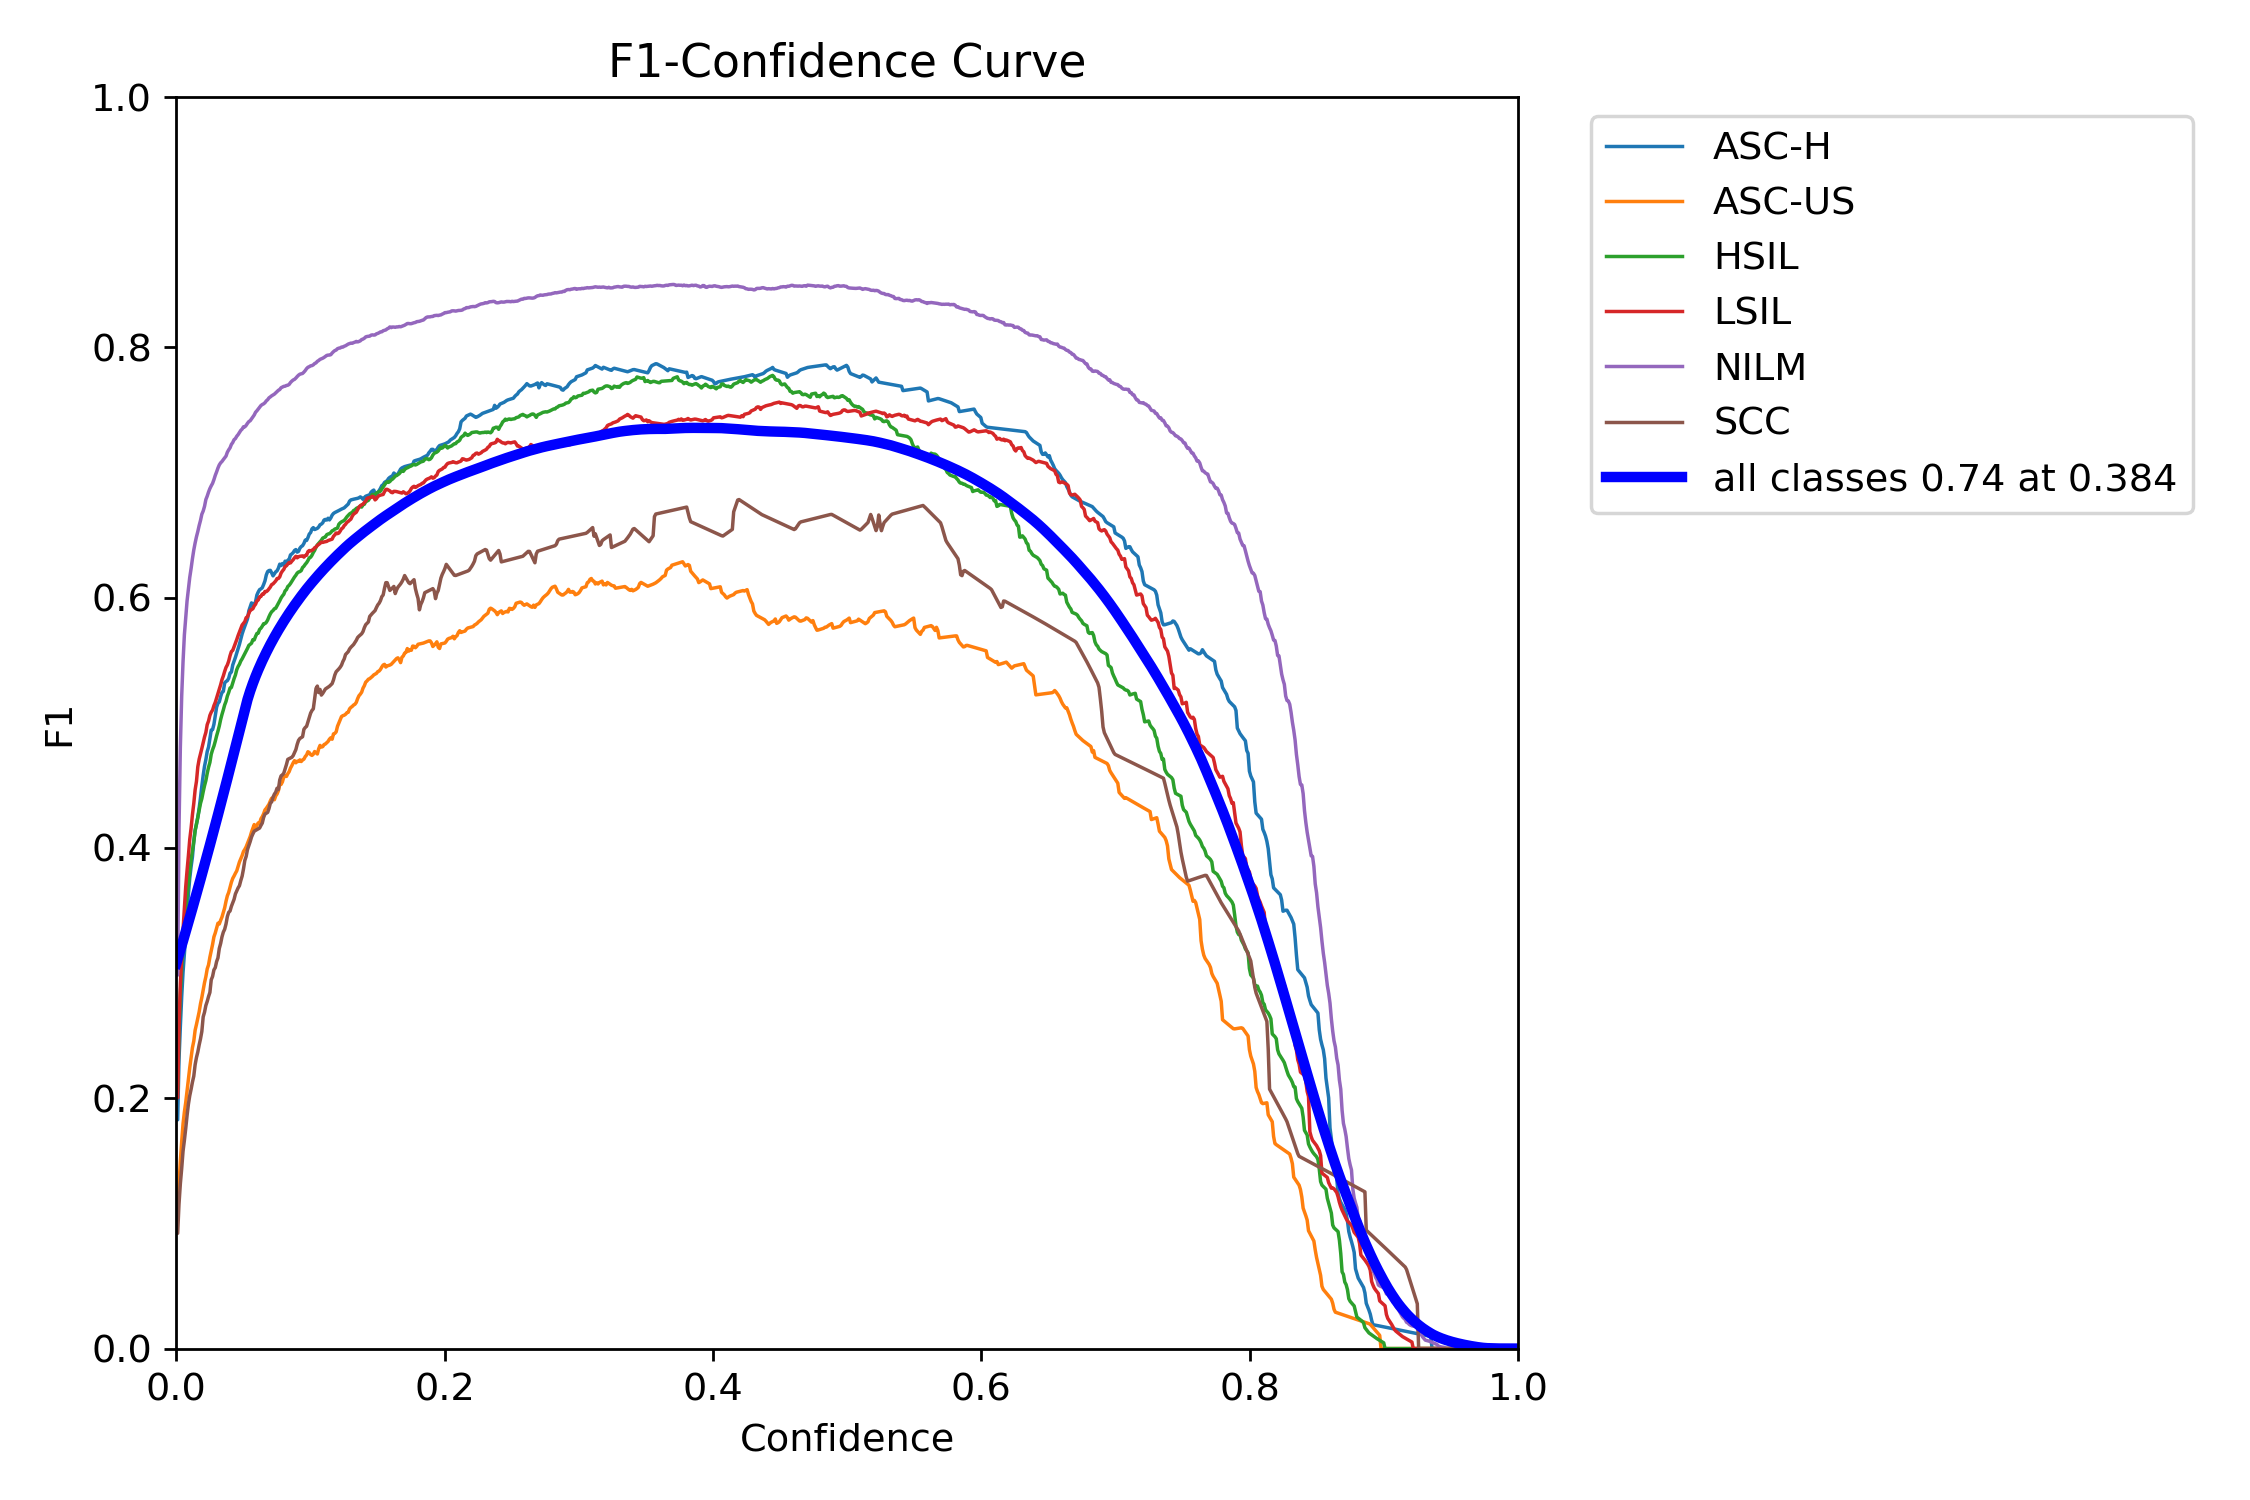 F1-Confidence Curve
1.0
0.8
0.6
0.4
0.2
0.0
F1
0.0 0.2 0.4 0.6 0.8 1.0
Confidence
ASC-H
ASC-US
HSIL
LSIL
NILM
SCC
all classes 0.74 at 0.384